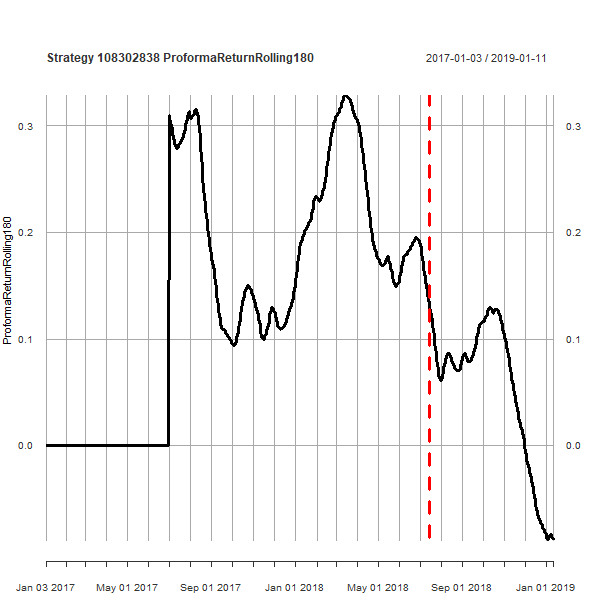 Strategy 108302838 ProformaReturnRolling180
2017-01-03 / 2019-01-11
ProformaReturnRolling180
0.3
0.3
0.2
0.2
0.1
0.1
0.0
0.0
Jan 03 2017
May 01 2017
Sep 01 2017
Jan 01 2018
May 01 2018
Sep 01 2018
Jan 01 2019